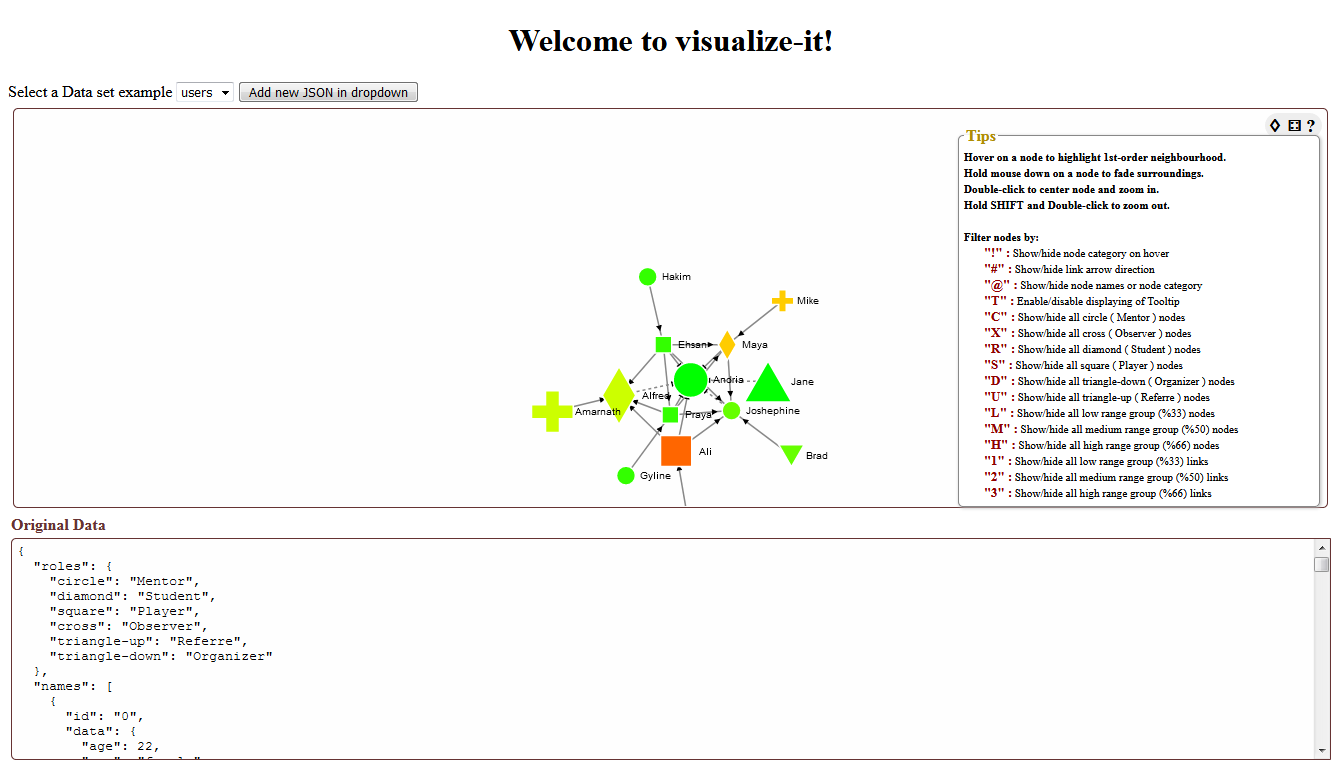 Welcome to visualize-it!
Select a Data set example users Add new JSON in dropdown
?
Tips
Hover on a node to highlight 1st-order neighbourhood.
Hold mouse down on a node to fade surroundings.
Double-click to center node and zoom in.
Hold SHIFT and Double-click to zoom out.
Filter nodes by:
"!" : Show/hide node category on hover
"#" : Show/hide link arrow direction
"@" : Show/hide node names or node category
"T" : Enable/disable displaying of Tooltip
"C" : Show/hide all circle ( Mentor ) nodes
"X" : Show/hide all cross ( Observer ) nodes
"R" : Show/hide all diamond ( Student ) nodes
"S" : Show/hide all square ( Player ) nodes
"D" : Show/hide all triangle-down ( Organizer ) nodes
"U" : Show/hide all triangle-up ( Referre ) nodes
"L" : Show/hide all low range group (%33) nodes
"M" : Show/hide all medium range group (%50) nodes
"H" : Show/hide all high range group (%66) nodes
"1" : Show/hide all low range group (%33) links
"2" : Show/hide all medium range group (%50) links
"3" : Show/hide all high range group (%66) links
Hakim
Mike
Ehsan
Maya
Andria
Jane
Alfred
Amarnath
Praya
Joshephine
Ali
Brad
Gyline
Original Data
{
"roles": {
"circle": "Mentor",
"diamond": "Student",
"square": "Player",
"cross": "Observer",
"triangle-up": "Referre",
"triangle-down": "Organizer"
},
"names": [
{
"id": "0",
"data": {
"age": 22,